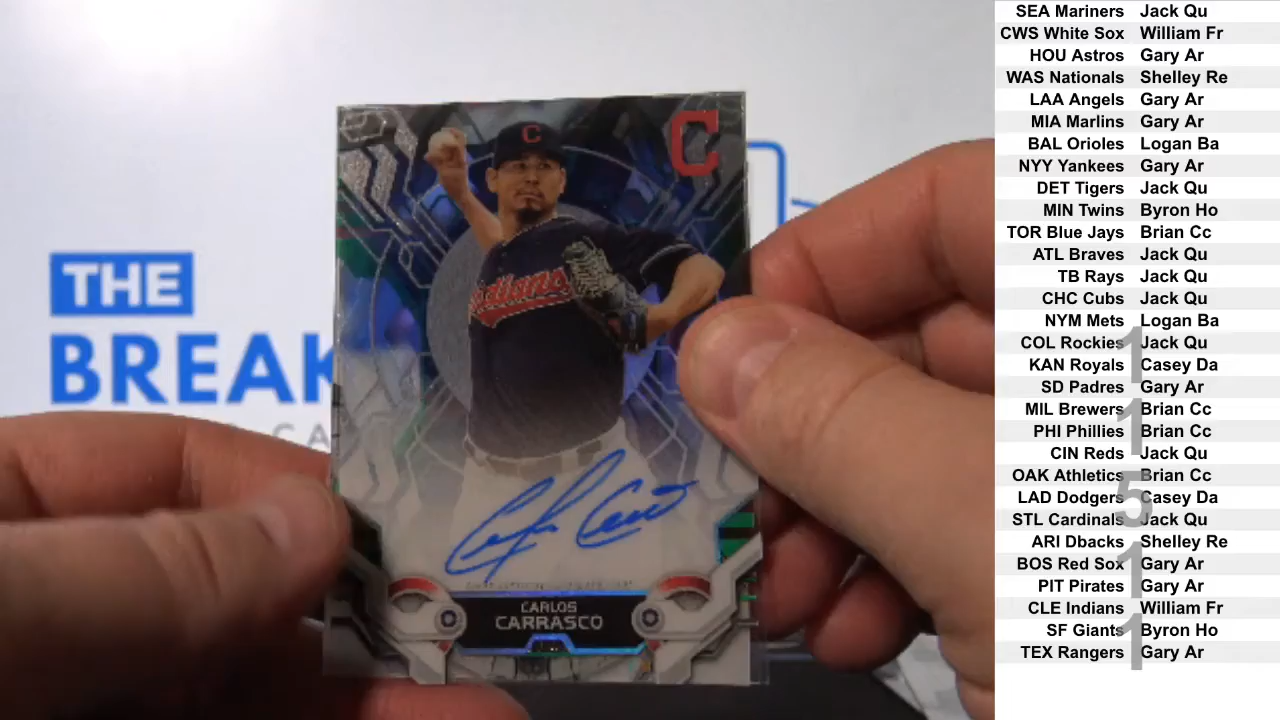 THE
BREAK
C
C
Indians
CARLOS
CARRASCO
SEA Mariners Jack Qu
CWS White Sox William Fr
HOU Astros Gary Ar
WAS Nationals Shelley Re
LAA Angels Gary Ar
MIA Marlins Gary Ar
BAL Orioles Logan Ba
NYY Yankees Gary Ar
DET Tigers Jack Qu
MIN Twins Byron Ho
TOR Blue Jays Brian Cc
ATL Braves Jack Qu
TB Rays Jack Qu
CHC Cubs Jack Qu
NYM Mets Logan Ba
COL Rockies Jack Qu
KAN Royals Casey Da
SD Padres Gary Ar
MIL Brewers Brian Cc
PHI Phillies Brian Cc
CIN Reds Jack Qu
OAK Athletics Brian Cc
LAD Dodgers Casey Da
STL Cardinals Jack Qu
ARI Dbacks Shelley Re
BOS Red Sox Gary Ar
PIT Pirates Gary Ar
CLE Indians William Fr
SF Giants Byron Ho
TEX Rangers Gary Ar
1
1
5
1
1